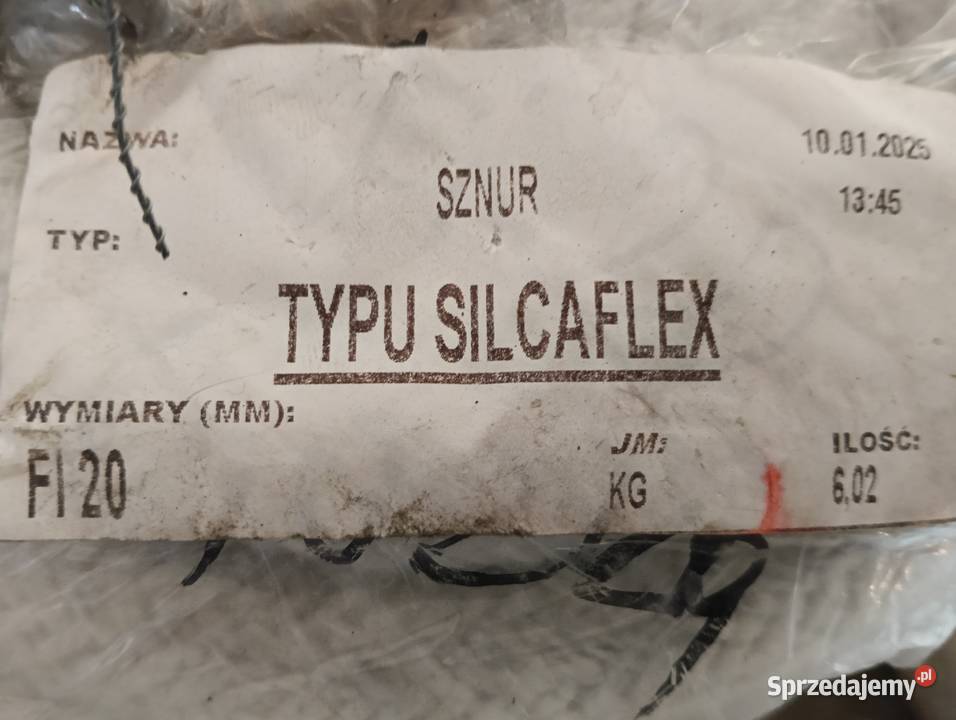 NAZWA:
10.01.2025
SZNUR
13:45
TYP:
TYPU SILCAFLEX
WYMIARY (MM):
JM:
ILOŚĆ:
FI 20
KG
6,02
Sprzedajemy.pl